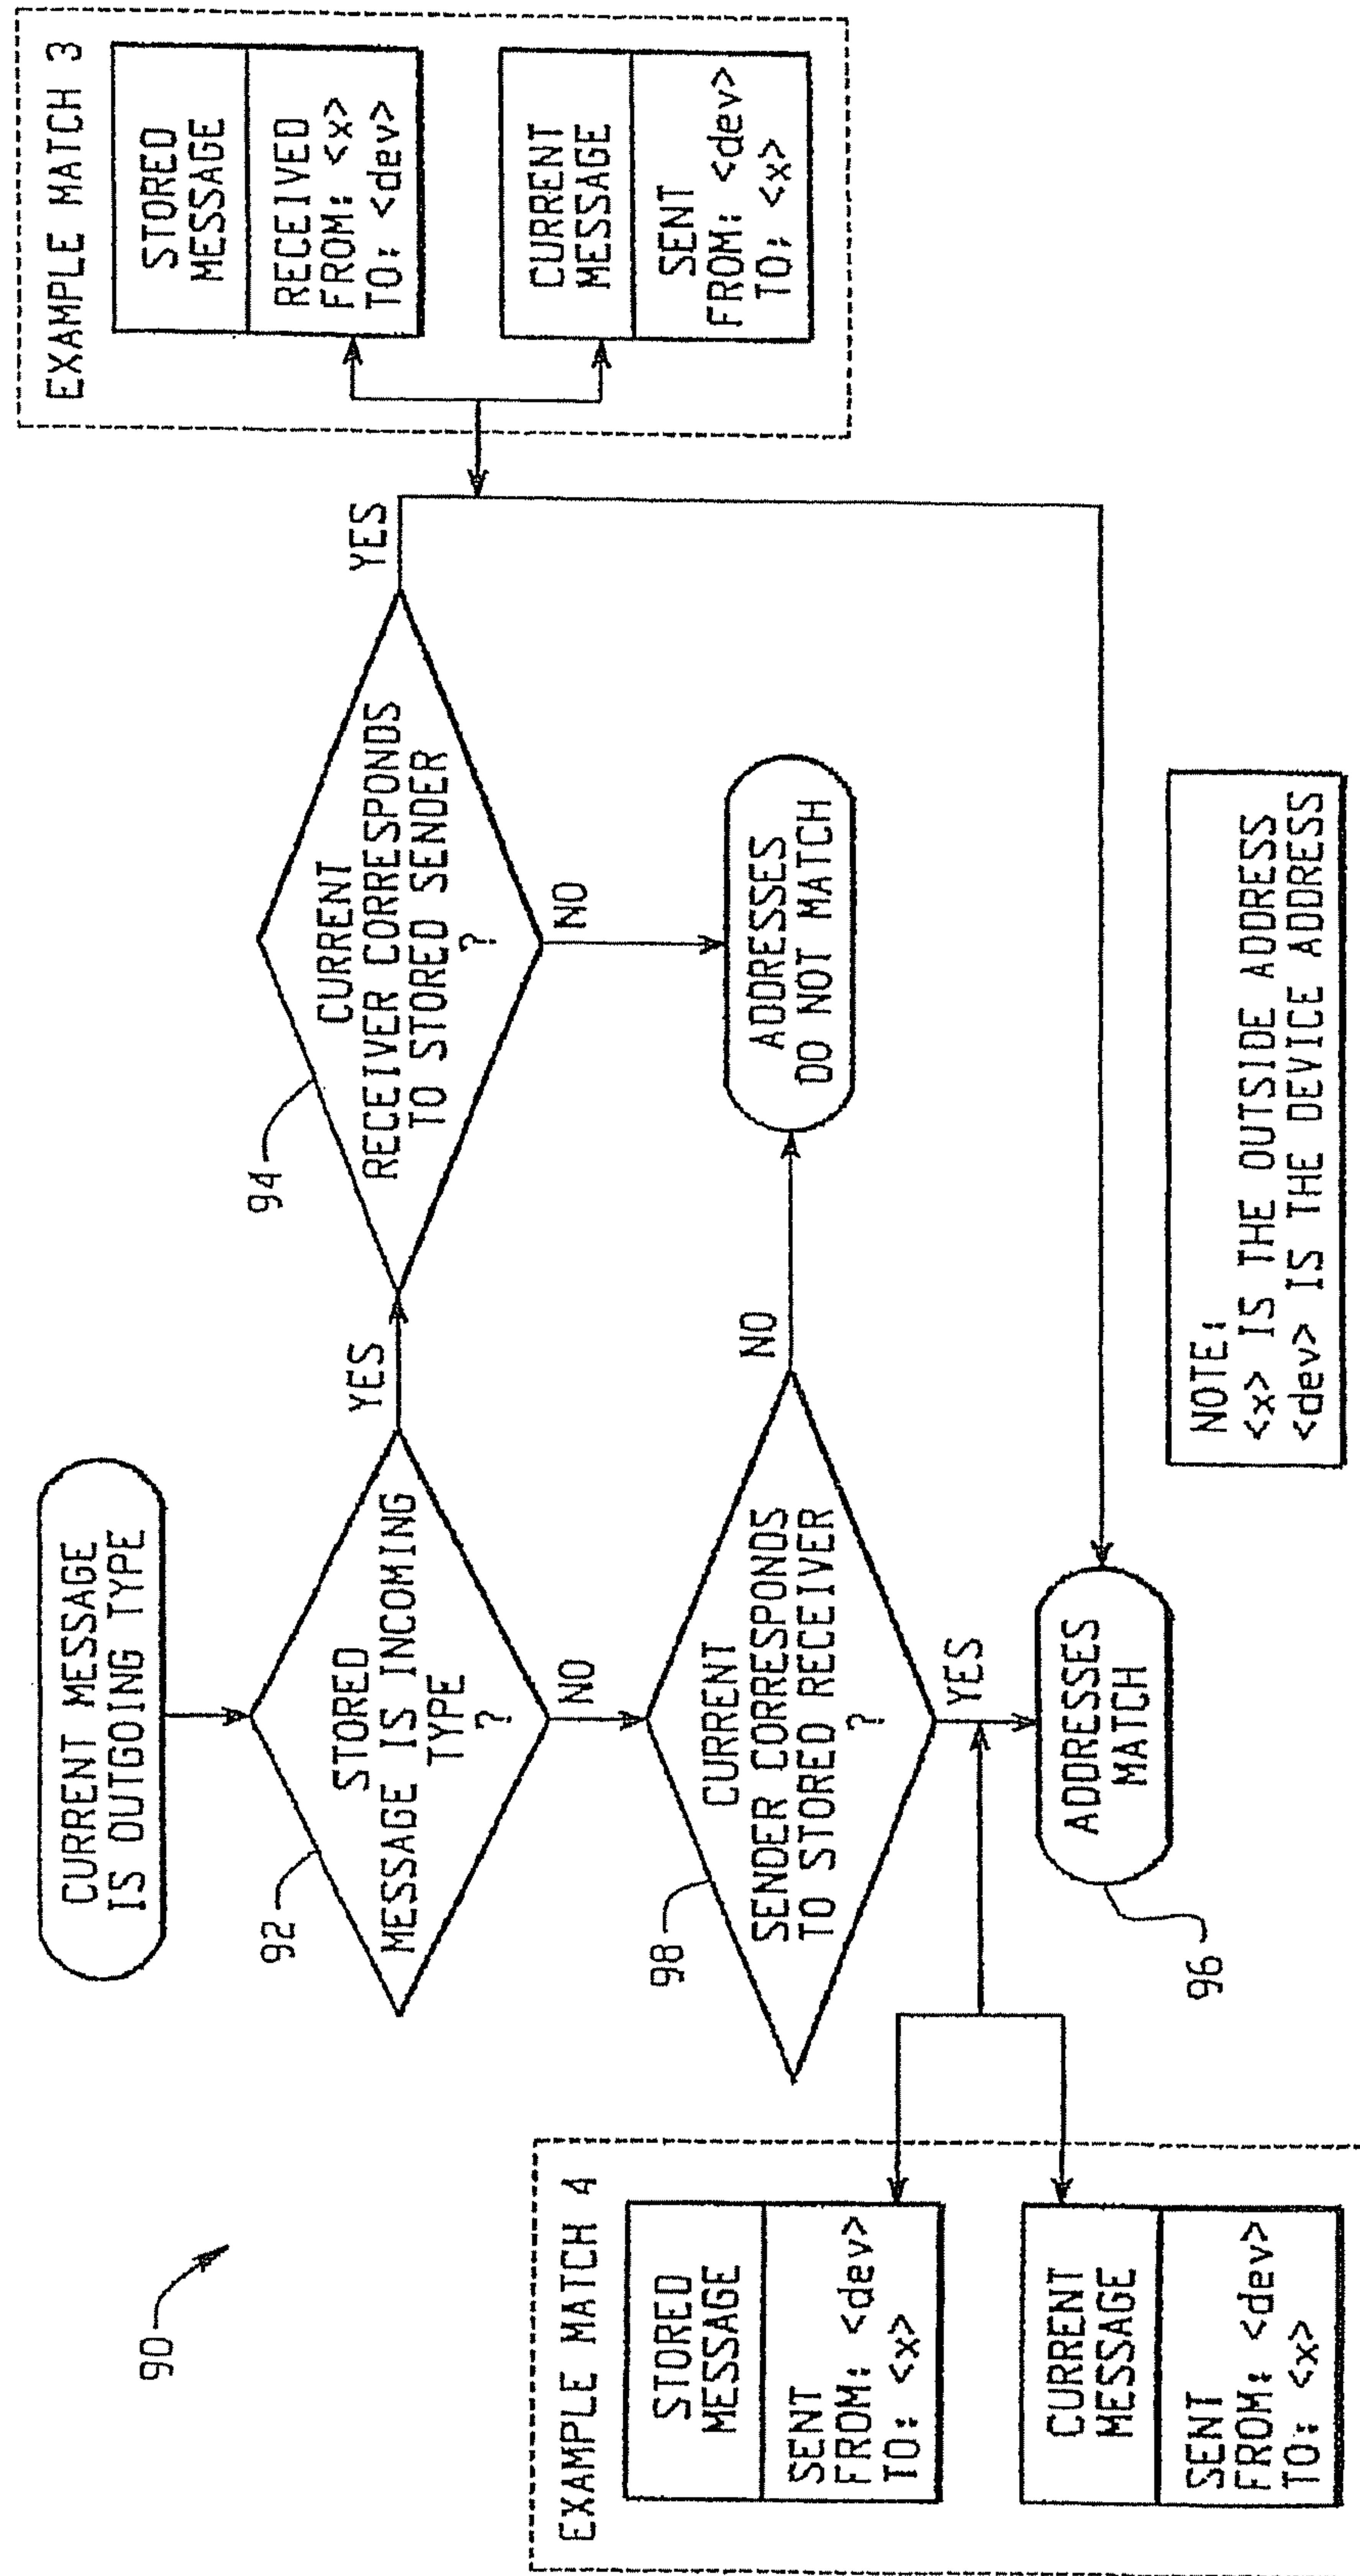 90
CURRENT MESSAGE
IS OUTGOING TYPE
92
STORED
MESSAGE IS INCOMING
TYPE
?
YES
NO
94
CURRENT
RECEIVER CORRESPONDS
TO STORED SENDER
?
YES
NO
EXAMPLE MATCH 3
STORED
MESSAGE
RECEIVED
FROM: <x>
TO: <dev>
CURRENT
MESSAGE
SENT
FROM: <dev>
TO: <x>
98
CURRENT
SENDER CORRESPONDS
TO STORED RECEIVER
?
NO
YES
ADDRESSES
DO NOT MATCH
EXAMPLE MATCH 4
STORED
MESSAGE
SENT
FROM: <dev>
TO: <x>
CURRENT
MESSAGE
SENT
FROM: <dev>
TO: <x>
ADDRESSES
MATCH
96
NOTE:
<x> IS THE OUTSIDE ADDRESS
<dev> IS THE DEVICE ADDRESS